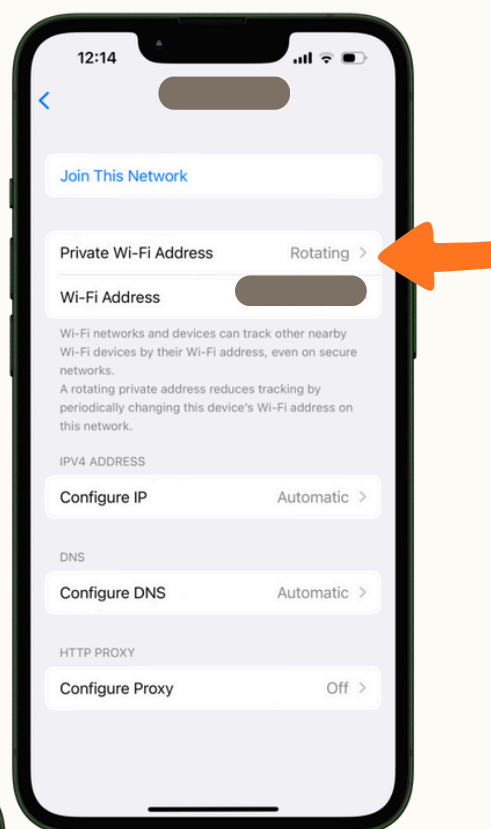 12:14
Join This Network
Private Wi-Fi Address Rotating
Wi-Fi Address
Wi-Fi networks and devices can track other nearby
Wi-Fi devices by their Wi-Fi address, even on secure
networks.
A rotating private address reduces tracking by
periodically changing this device's Wi-Fi address on
this network.
IPV4 ADDRESS
Configure IP Automatic
DNS
Configure DNS Automatic
HTTP PROXY
Configure Proxy Off